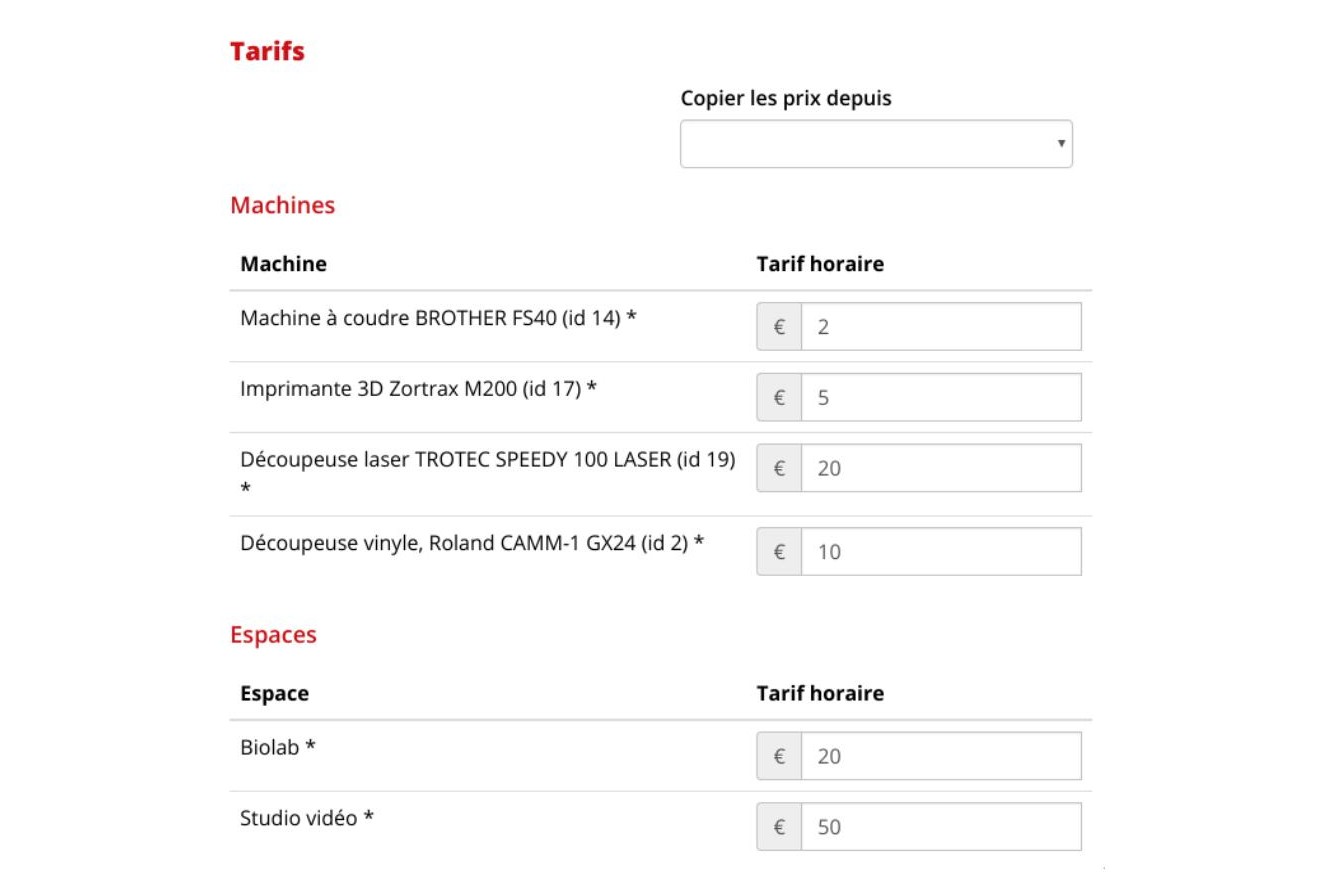 Tarifs
Copier les prix depuis
Machines
Machine Tarif horaire
Machine à coudre BROTHER FS40 (id 14) * € 2
Imprimante 3D Zortrax M200 (id 17) * € 5
Découpeuse laser TROTEC SPEEDY 100 LASER (id 19) € 20
*
Découpeuse vinyle, Roland CAMM-1 GX24 (id 2) * € 10
Espaces
Espace Tarif horaire
Biolab * € 20
Studio vidéo * € 50